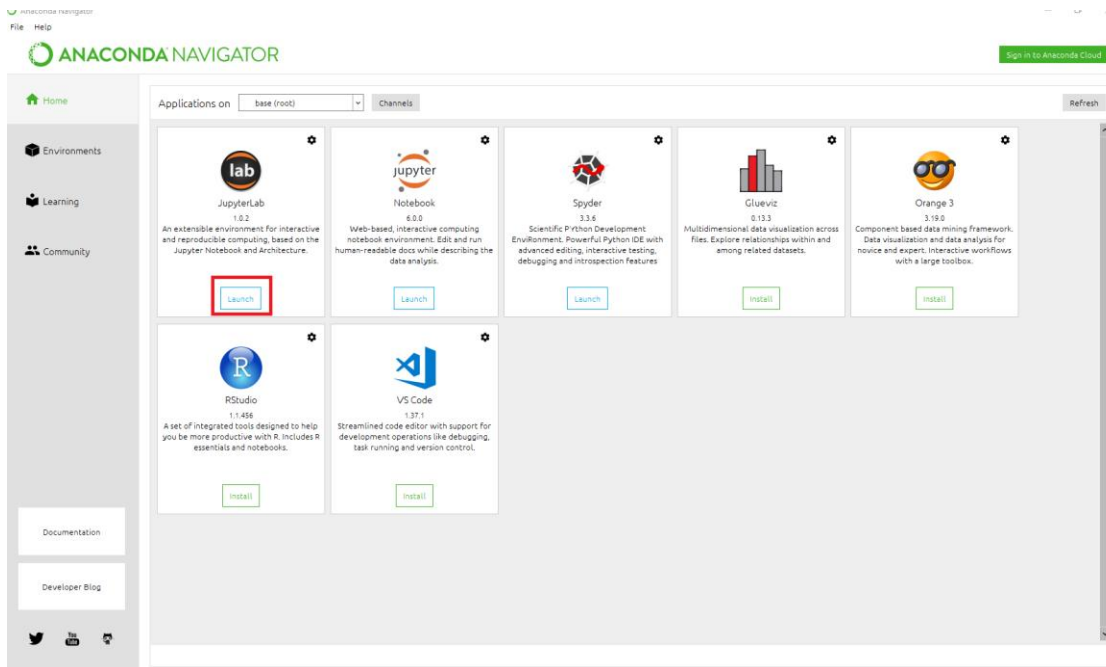 Anaconda Navigator
File Help
ANACONDA NAVIGATOR
Sign in to Anaconda Cloud
Home
Environments
Learning
Community
Documentation
Developer Blog
You
Tube
Applications on base (root) Channels Refresh
lab
JupyterLab
1.0.2
An extensible environment for interactive
and reproducible computing, based on the
Jupyter Notebook and Architecture.
Launch
jupyter
Notebook
6.0.0
Web-based, interactive computing
notebook environment. Edit and run
human-readable docs while describing the
data analysis.
Launch
Spyder
3.3.6
Scientific PYthon Development
EnviRonment. Powerful Python IDE with
advanced editing, interactive testing,
debugging and introspection features
Launch
Glueviz
0.13.3
Multidimensional data visualization across
files. Explore relationships within and
among related datasets.
Install
Orange 3
3.19.0
Component based data mining framework.
Data visualization and data analysis for
novice and expert. Interactive workflows
with a large toolbox.
Install
R
RStudio
1.1.456
A set of integrated tools designed to help
you be more productive with R. Includes R
essentials and notebooks.
Install
VS Code
1.37.1
Streamlined code editor with support for
development operations like debugging,
task running and version control.
Install